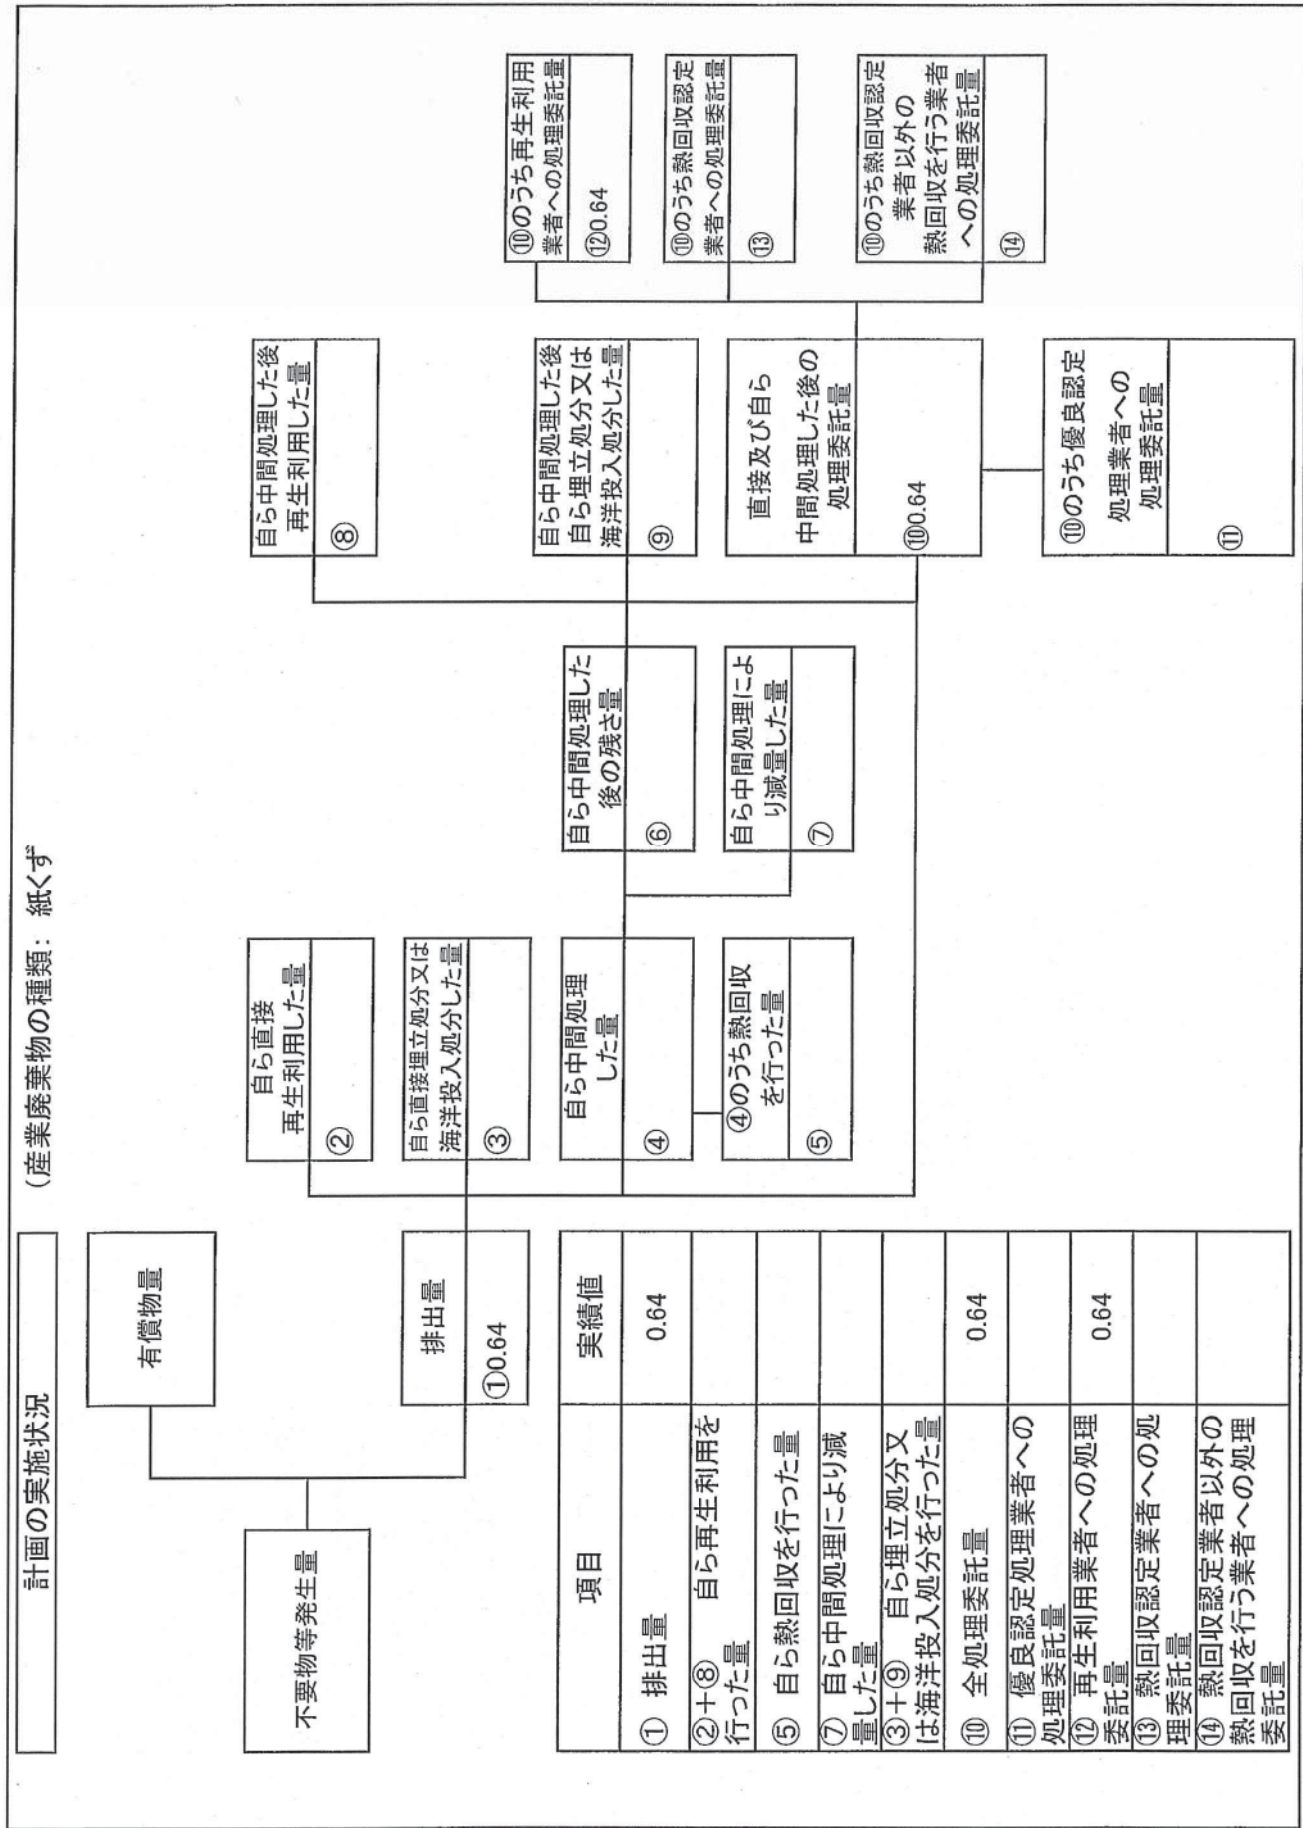 計画の実施状況
(産業廃棄物の種類：紙くず
不要物等発生量
有償物量
排出量
①0.64
自ら直接
再生利用した量
②
自ら直接埋立処分又は
海洋投入処分した量
③
自ら中間処理
した量
④
④のうち熱回収
を行った量
⑤
自ら中間処理した
後の残さ量
⑥
自ら中間処理によ
り減量した量
⑦
自ら中間処理した後
再生利用した量
⑧
自ら中間処理した後
自ら埋立処分又は
海洋投入処分した量
⑨
直接及び自ら
中間処理した後の
処理委託量
⑩0.64
⑩のうち優良認定
処理業者への
処理委託量
⑪
⑩のうち再生利用
業者への処理委託量
⑫0.64
⑩のうち熱回収認定
業者への処理委託量
⑬
⑩のうち熱回収認定
業者以外の
熱回収を行う業者
への処理委託量
⑭
項目 実績値
① 排出量 0.64
②＋⑧ 自ら再生利用を
行った量
⑤ 自ら熱回収を行った量
⑦ 自ら中間処理により減
量した量
③＋⑨ 自ら埋立処分又
は海洋投入処分を行った量
⑩ 全処理委託量 0.64
⑪ 優良認定処理業者への
処理委託量
⑫ 再生利用業者への処理
委託量 0.64
⑬ 熱回収認定業者への処
理委託量
⑭ 熱回収認定業者以外の
熱回収を行う業者への処理
委託量